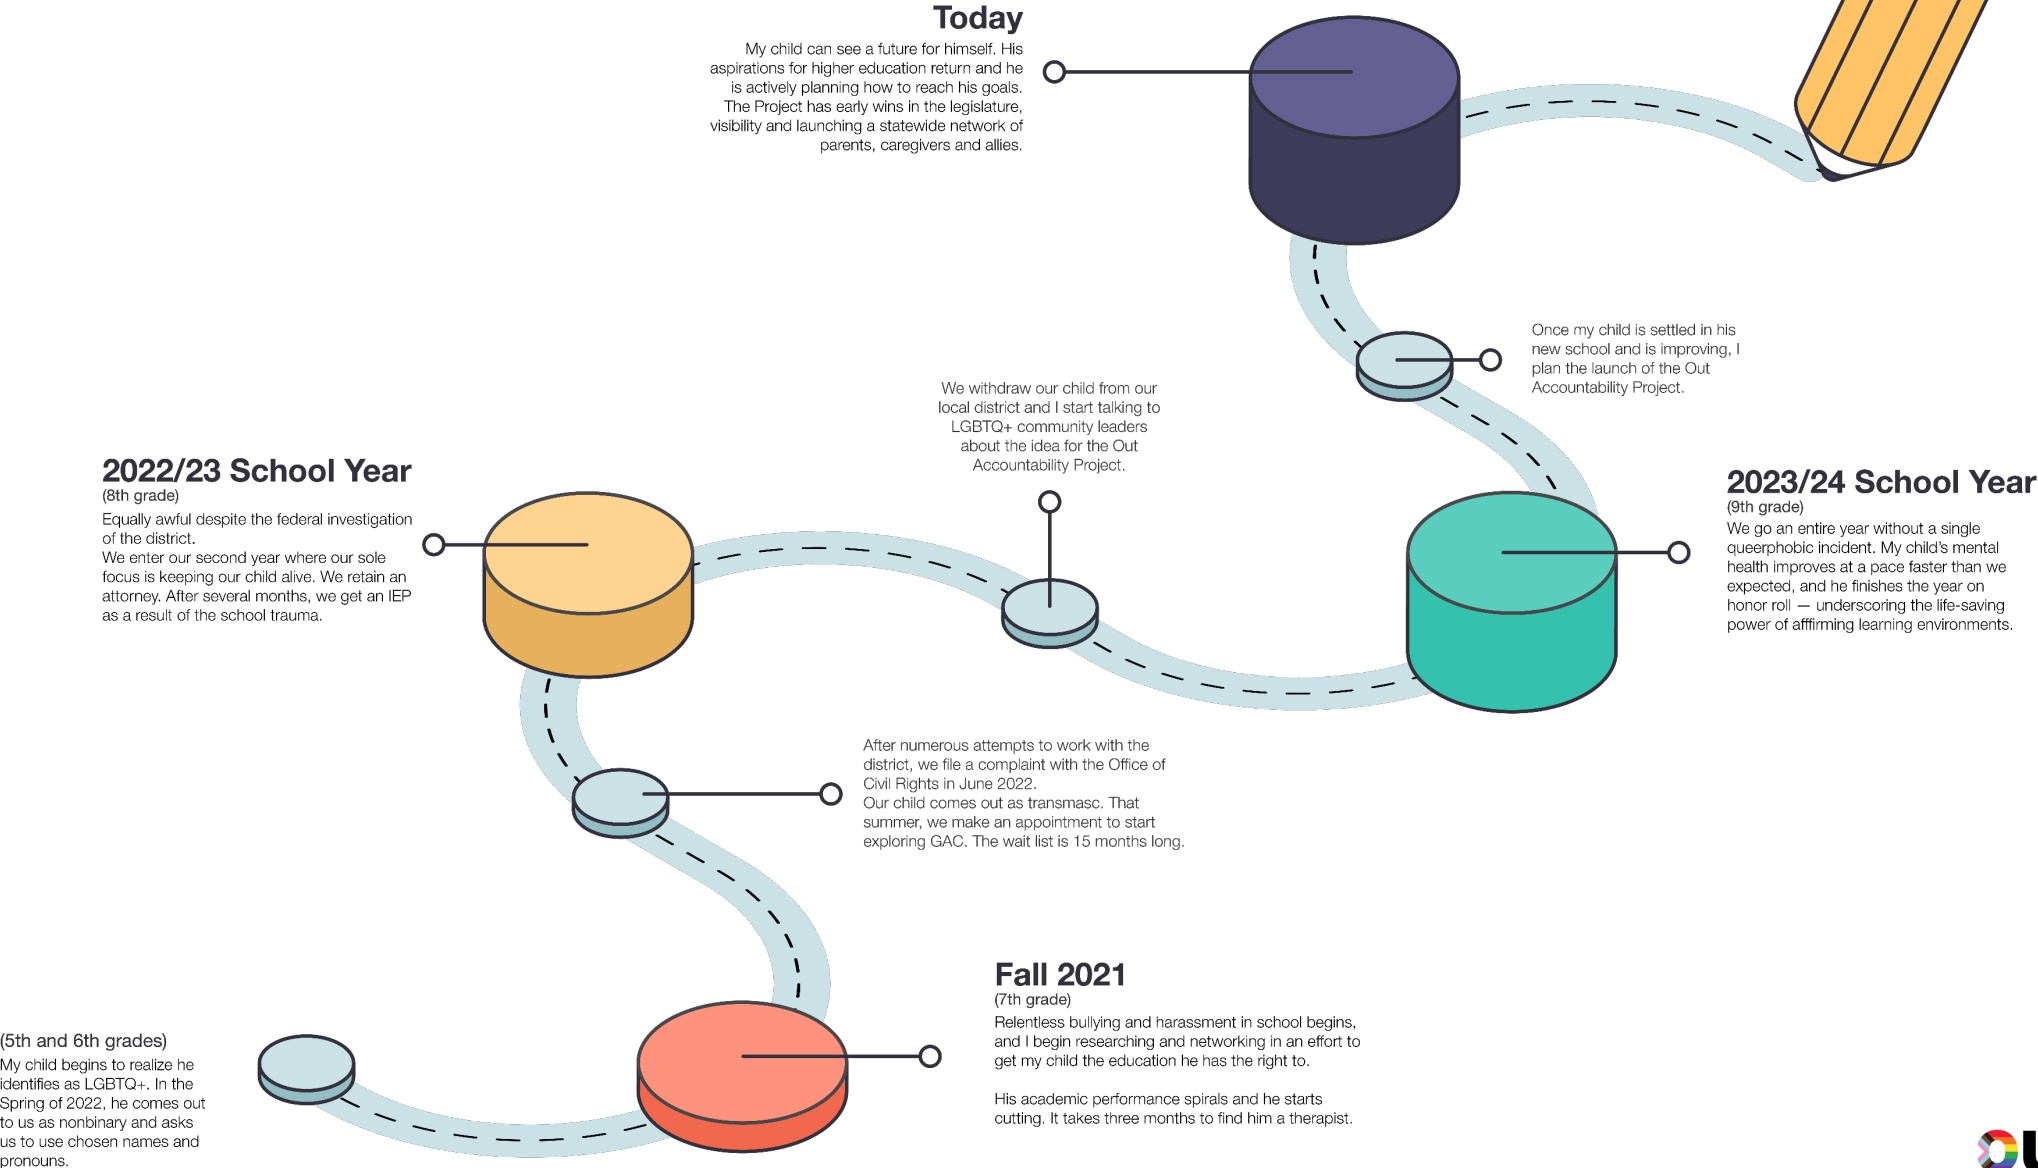 Today
My child can see a future for himself. His
aspirations for higher education return and he
is actively planning how to reach his goals.
The Project has early wins in the legislature,
visibility and launching a statewide network of
parents, caregivers and allies.
Once my child is settled in his
new school and is improving, I
plan the launch of the Out
Accountability Project.
We withdraw our child from our
local district and I start talking to
LGBTQ+ community leaders
about the idea for the Out
Accountability Project.
2022/23 School Year
(8th grade)
Equally awful despite the federal investigation
of the district.
We enter our second year where our sole
focus is keeping our child alive. We retain an
attorney. After several months, we get an IEP
as a result of the school trauma.
2023/24 School Year
(9th grade)
We go an entire year without a single
queerphobic incident. My child's mental
health improves at a pace faster than we
expected, and he finishes the year on
honor roll — underscoring the life-saving
power of afffirming learning environments.
After numerous attempts to work with the
district, we file a complaint with the Office of
Civil Rights in June 2022.
Our child comes out as transmasc. That
summer, we make an appointment to start
exploring GAC. The wait list is 15 months long.
Fall 2021
(7th grade)
Relentless bullying and harassment in school begins,
and I begin researching and networking in an effort to
get my child the education he has the right to.
His academic performance spirals and he starts
cutting. It takes three months to find him a therapist.
(5th and 6th grades)
My child begins to realize he
identifies as LGBTQ+. In the
Spring of 2022, he comes out
to us as nonbinary and asks
us to use chosen names and
pronouns.